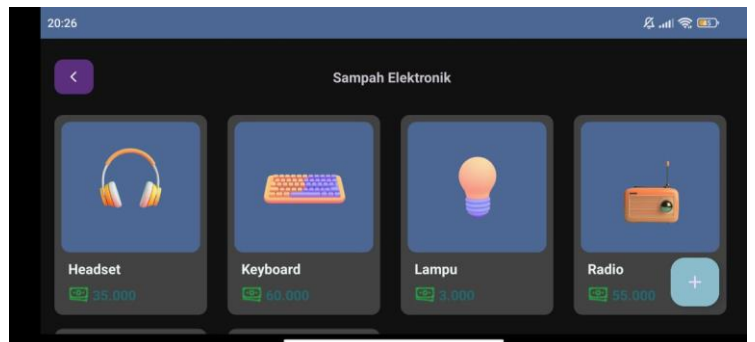 20:26
Sampah Elektronik
Headset
35.000
Keyboard
60.000
Lampu
3.000
Radio
55.000
+